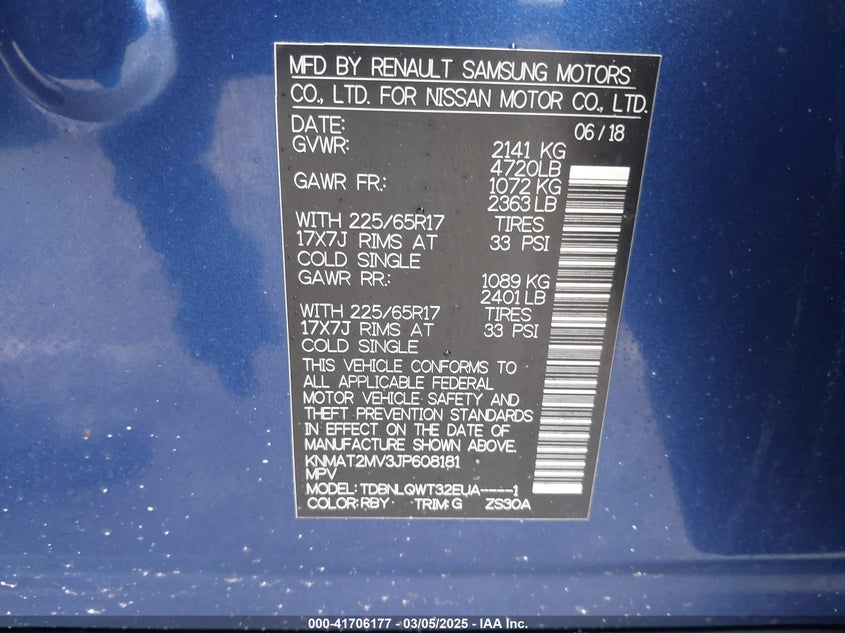 MFD BY RENAULT SAMSUNG MOTORS
CO., LTD. FOR NISSAN MOTOR CO., LTD.
DATE: 06/18
GVWR: 2141 KG
4720LB
GAWR FR.: 1072 KG
2363 LB
WITH 225/65R17 TIRES
17X7J RIMS AT 33 PSI
COLD SINGLE
GAWR RR.: 1089 KG
2401 LB
WITH 225/65R17 TIRES
17X7J RIMS AT 33 PSI
COLD SINGLE
THIS VEHICLE CONFORMS TO
ALL APPLICABLE FEDERAL
MOTOR VEHICLE SAFETY AND
THEFT PREVENTION STANDARDS
IN EFFECT ON THE DATE OF
MANUFACTURE SHOWN ABOVE.
KNMAT2MV3JP608181
MPV
MODEL: TDBNLQWT32EUA----1
COLOR: RBY TRIM: G ZS30A
000-41706177 - 03/05/2025 - IAA Inc.